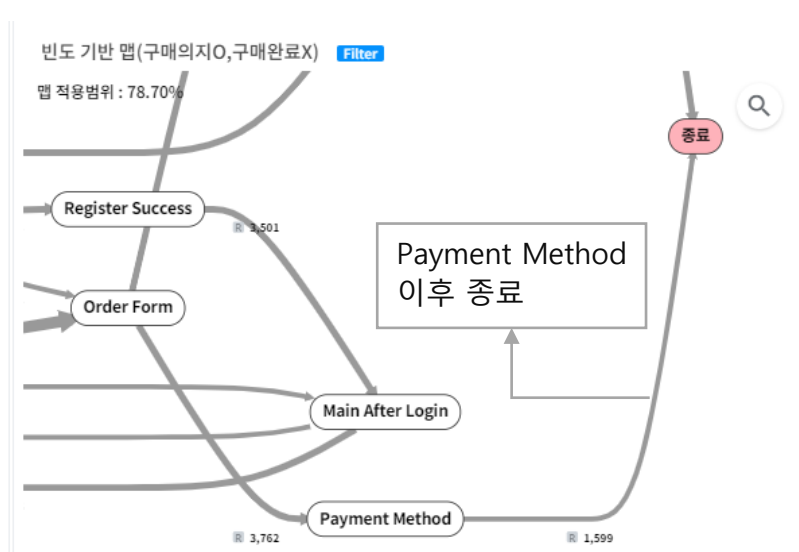 빈도 기반 맵(구매의지O,구매완료X) Filter
맵 적용범위 : 78.70%
종료
Register Success
R 3,501
Payment Method
이후 종료
Order Form
Main After Login
Payment Method
R 3,762
R 1,599